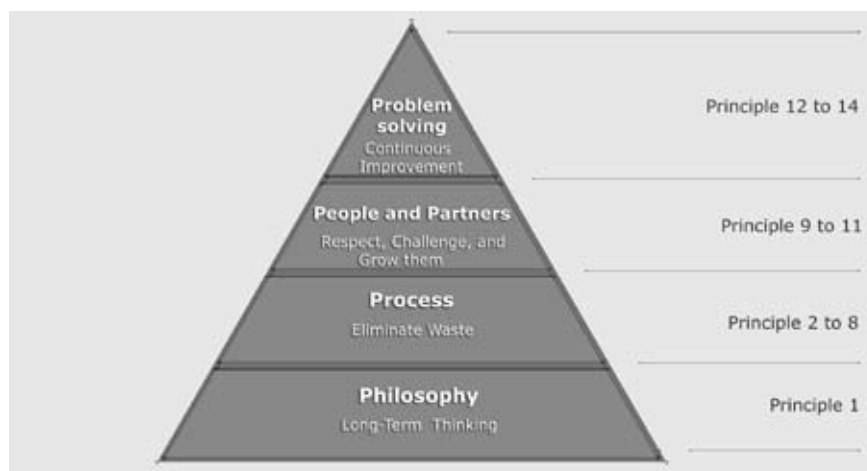 Problem
solving
Continuous
Improvement
Principle 12 to 14
People and Partners
Respect, Challenge, and
Grow them
Principle 9 to 11
Process
Eliminate Waste
Principle 2 to 8
Philosophy
Long-Term Thinking
Principle 1